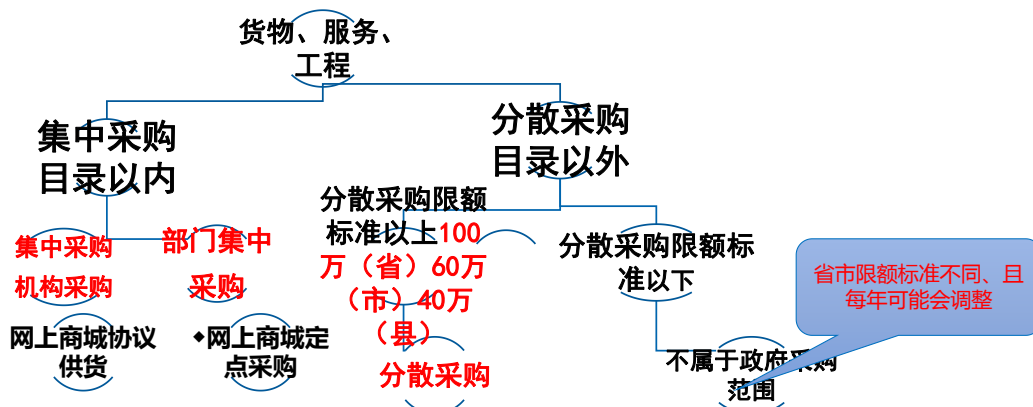 货物、服务、
工程
集中采购
目录以内
分散采购
目录以外
集中采购
机构采购
部门集中
采购
网上商城协议
供货
◆网上商城定
点采购
分散采购限额
标准以上100
万（省）60万
（市）40万
（县）
分散采购
分散采购限额标
准以下
不属于政府采购
范围
省市限额标准不同、且
每年可能会调整